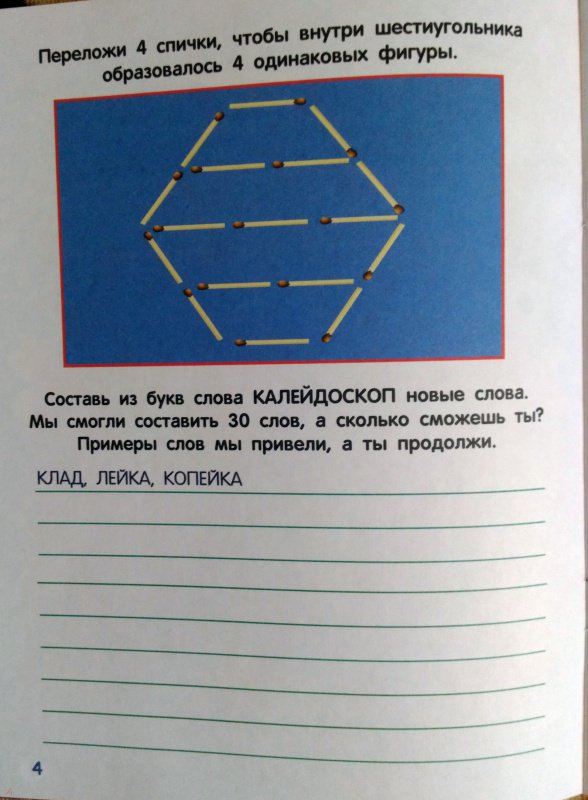 Переложи 4 спички, чтобы внутри шестиугольника
образовалось 4 одинаковых фигуры.
Составь из букв слова КАЛЕЙДОСКОП новые слова.
Мы смогли составить 30 слов, а сколько сможешь ты?
Примеры слов мы привели, а ты продолжи.
КЛАД, ЛЕЙКА, КОПЕЙКА
4